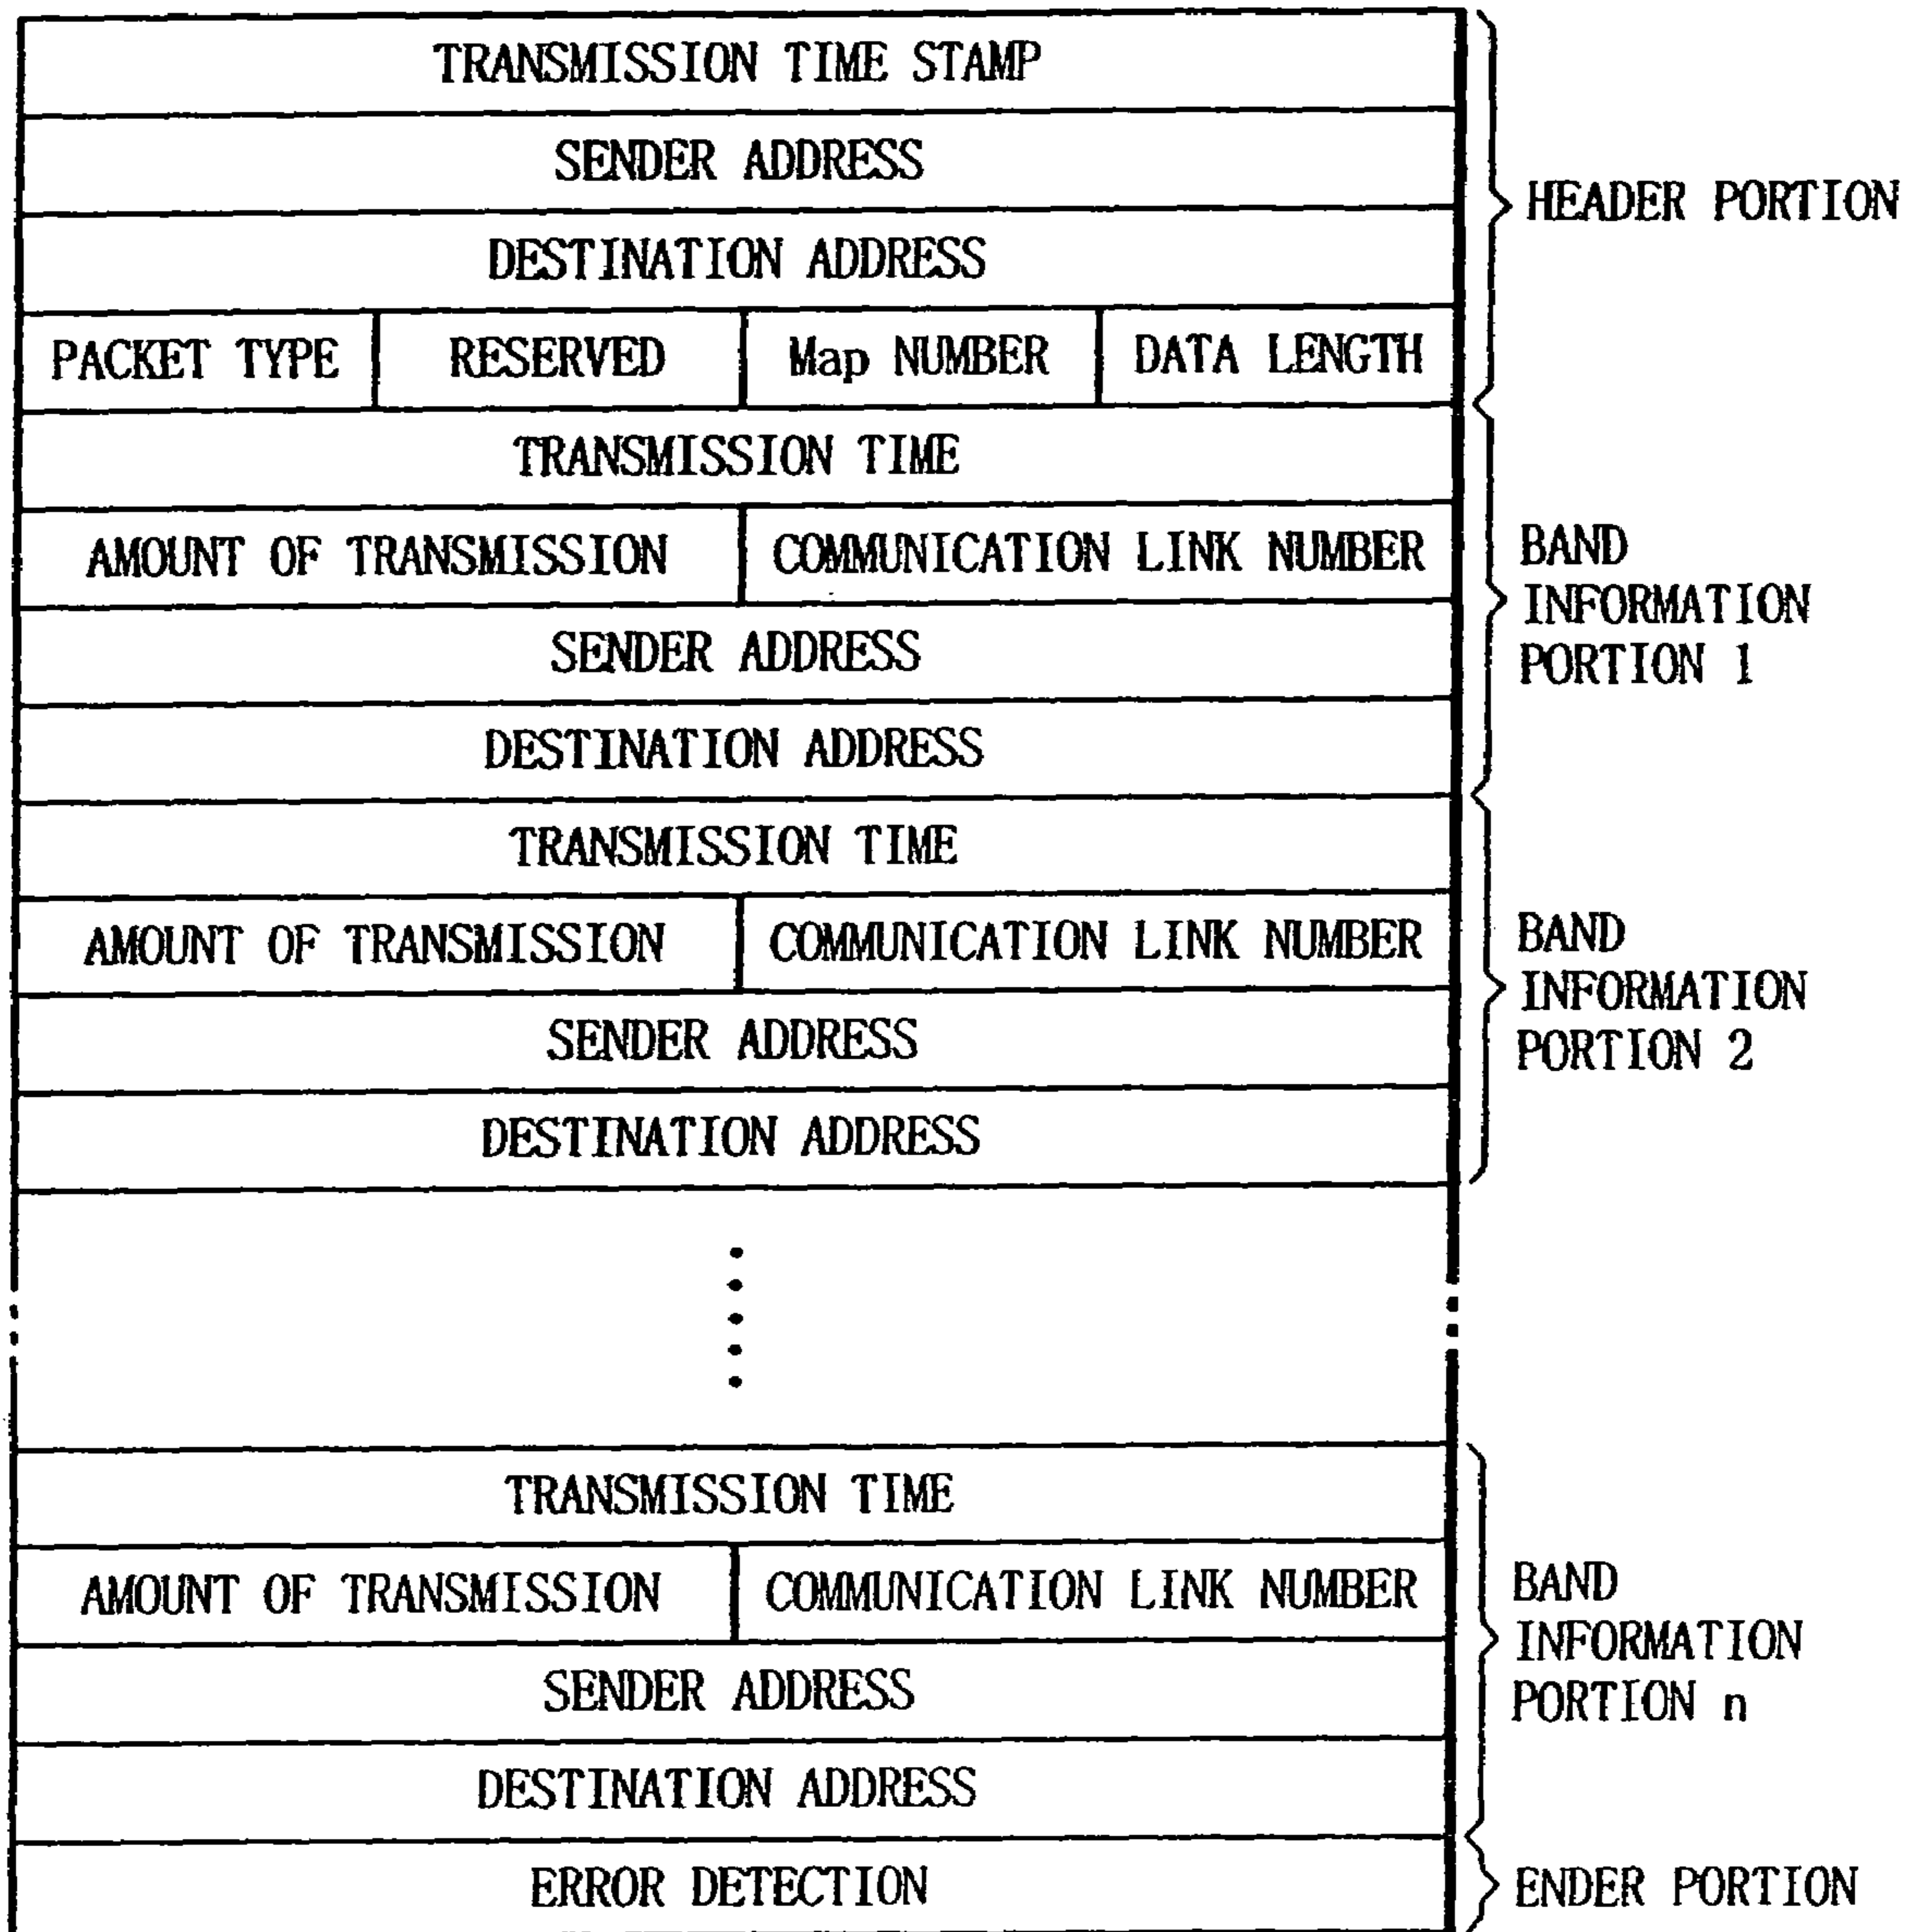 TRANSMISSION TIME STAMP
SENDER ADDRESS
DESTINATION ADDRESS
PACKET TYPE RESERVED Map NUMBER DATA LENGTH
HEADER PORTION
TRANSMISSION TIME
AMOUNT OF TRANSMISSION COMMUNICATION LINK NUMBER
SENDER ADDRESS
DESTINATION ADDRESS
BAND
INFORMATION
PORTION 1
TRANSMISSION TIME
AMOUNT OF TRANSMISSION COMMUNICATION LINK NUMBER
SENDER ADDRESS
DESTINATION ADDRESS
BAND
INFORMATION
PORTION 2
TRANSMISSION TIME
AMOUNT OF TRANSMISSION COMMUNICATION LINK NUMBER
SENDER ADDRESS
DESTINATION ADDRESS
BAND
INFORMATION
PORTION n
ERROR DETECTION
ENDER PORTION